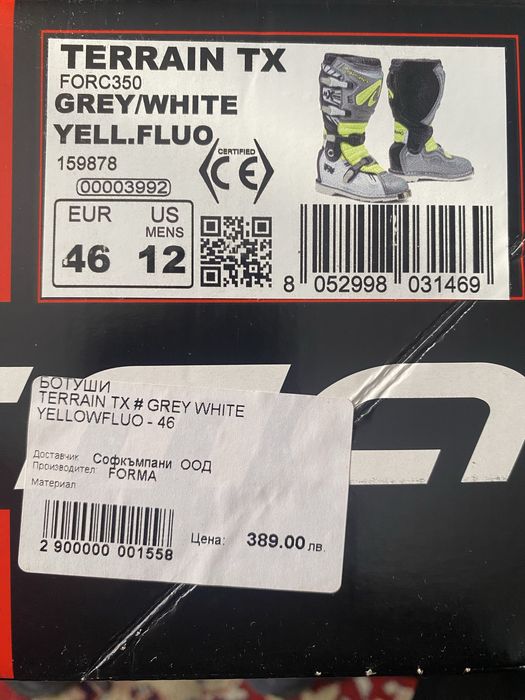 TERRAIN TX
FORC350
GREY/WHITE
YELL.FLUO
159878
00003992
CERTIFIED
CE
EUR
46
US
MENS
12
8 052998 031469
БОТУШИ
TERRAIN TX # GREY WHITE
YELLOWFLUO - 46
Доставчик Софкъмпани ООД
Производител FORMA
Материал
2 900000 001558
Цена: 389.00 лв.